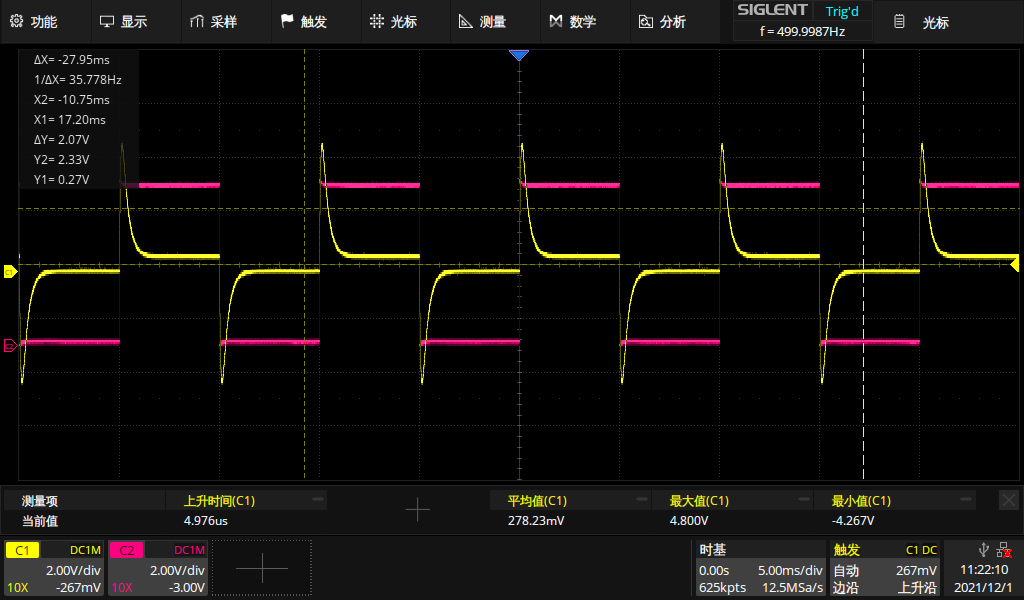 功能 显示 采样 触发 光标 测量 数学 分析 SIGLENT Trig'd 光标
f = 499.9987Hz
ΔX= -27.95ms
1/ΔX= 35.778Hz
X2= -10.75ms
X1= 17.20ms
ΔY= 2.07V
Y2= 2.33V
Y1= 0.27V
C1
C2
测量项 上升时间(C1) 平均值(C1) 最大值(C1) 最小值(C1)
当前值 4.976us 278.23mV 4.800V -4.267V
C1 DC1M C2 DC1M 时基 触发 C1 DC
2.00V/div 2.00V/div 0.00s 5.00ms/div 自动 267mV 11:22:10
10X -267mV 10X -3.00V 625kpts 12.5MSa/s 边沿 上升沿 2021/12/1